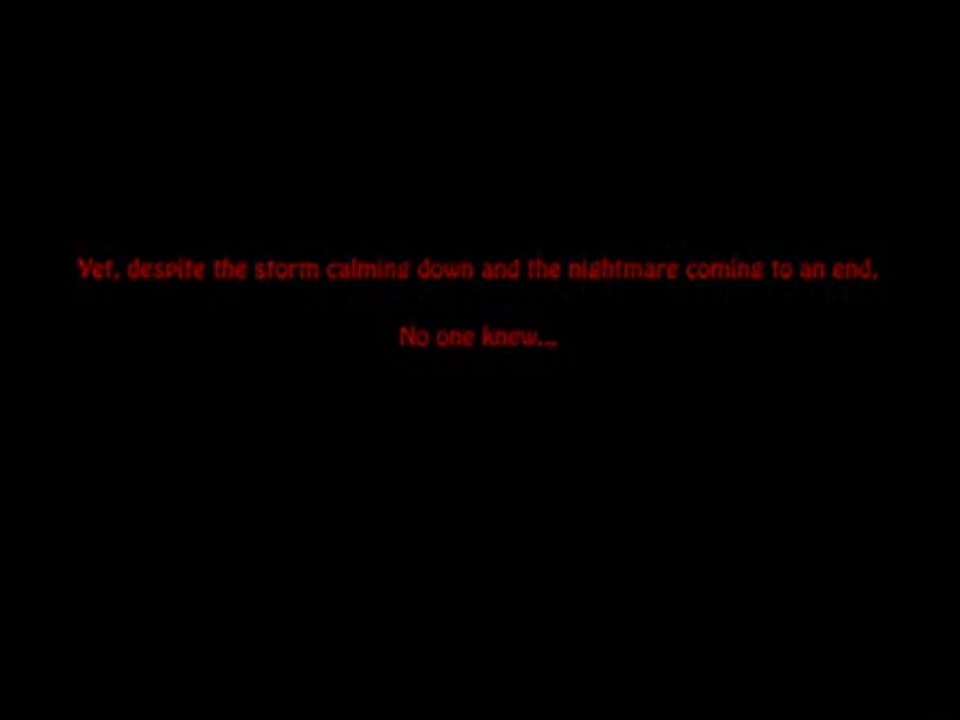 Yet, despite the storm calming down and the nightmare coming to an end,
No one knew...